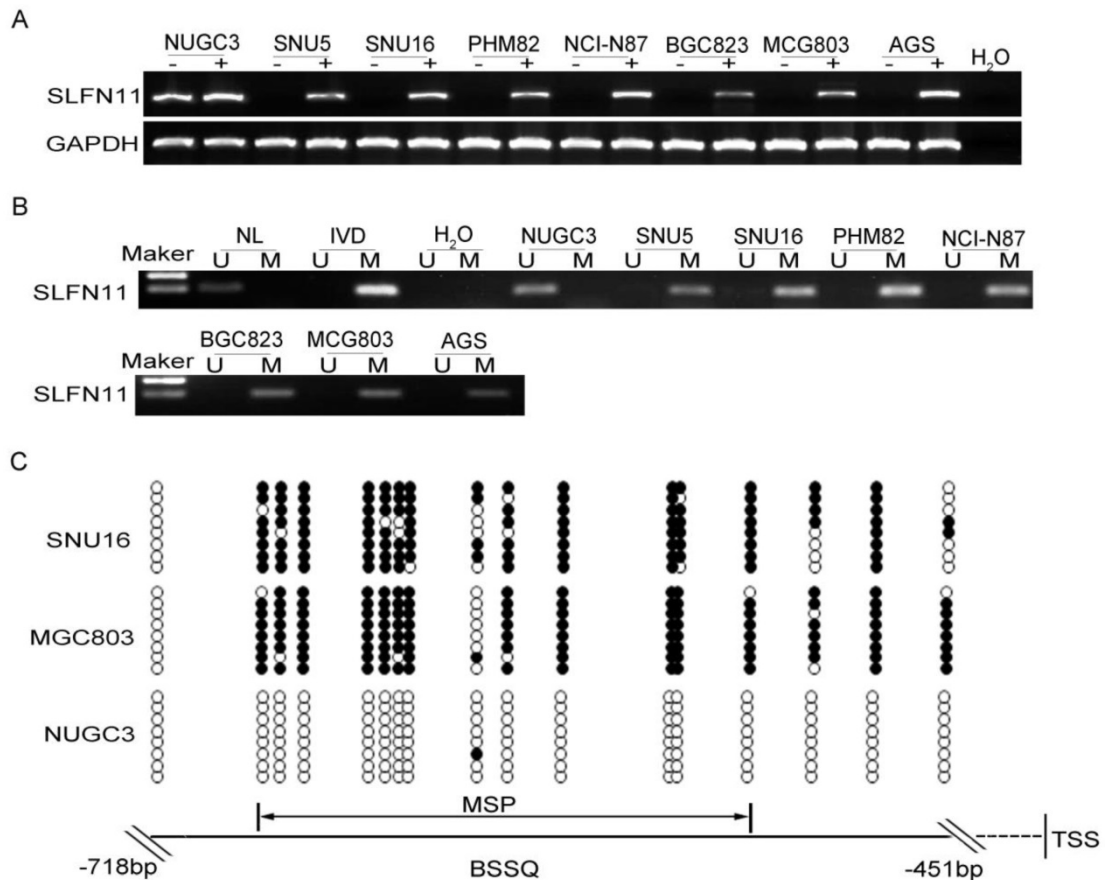 A
NUGC3 SNU5 SNU16 PHM82 NCI-N87 BGC823 MCG803 AGS H₂O
- + - + - + - + - + - + - + - +
SLFN11
GAPDH
B
NL IVD H₂O NUGC3 SNU5 SNU16 PHM82 NCI-N87
Maker U M U M U M U M U M U M U M U M
SLFN11
BGC823 MCG803 AGS
Maker U M U M U M
SLFN11
C
SNU16
MGC803
NUGC3
MSP
TSS
-718bp BSSQ -451bp